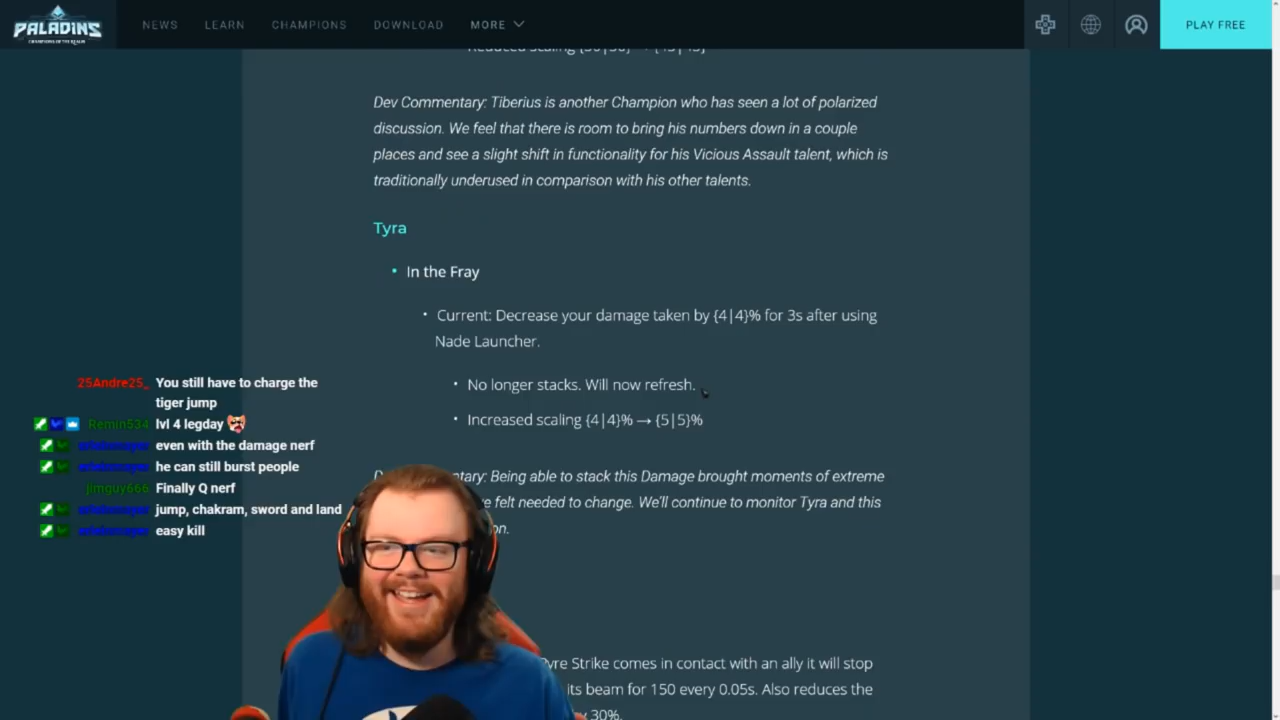 PALADINS
CHAMPIONS OF THE REALM
NEWS LEARN CHAMPIONS DOWNLOAD MORE
PLAY FREE
Reduced scaling
Dev Commentary: Tiberius is another Champion who has seen a lot of polarized
discussion. We feel that there is room to bring his numbers down in a couple
places and see a slight shift in functionality for his Vicious Assault talent, which is
traditionally underused in comparison with his other talents.
Tyra
• In the Fray
• Current: Decrease your damage taken by {4|4}% for 3s after using
Nade Launcher.
• No longer stacks. Will now refresh.
• Increased scaling {4|4}% → {5|5}%
Being able to stack this Damage brought moments of extreme
felt needed to change. We'll continue to monitor Tyra and this
Pyre Strike comes in contact with an ally it will stop
its beam for 150 every 0.05s. Also reduces the
30%.
25Andre25_ You still have to charge the
tiger jump
Remin534 lvl 4 legday
even with the damage nerf
he can still burst people
jimguy666 Finally Q nerf
jump, chakram, sword and land
easy kill